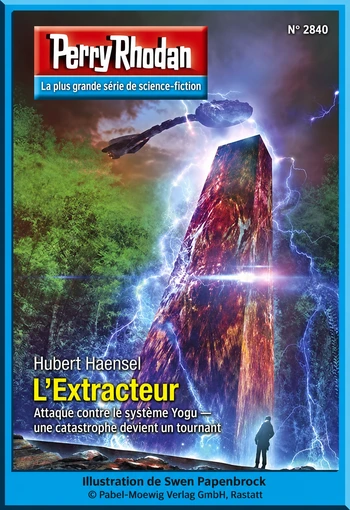 Perry Rhodan
N° 2840
La plus grande série de science-fiction
Hubert Haensel
L'Extracteur
Attaque contre le système Yogu —
une catastrophe devient un tournant
Illustration de Swen Papenbrock
© Pabel-Moewig Verlag GmbH, Rastatt